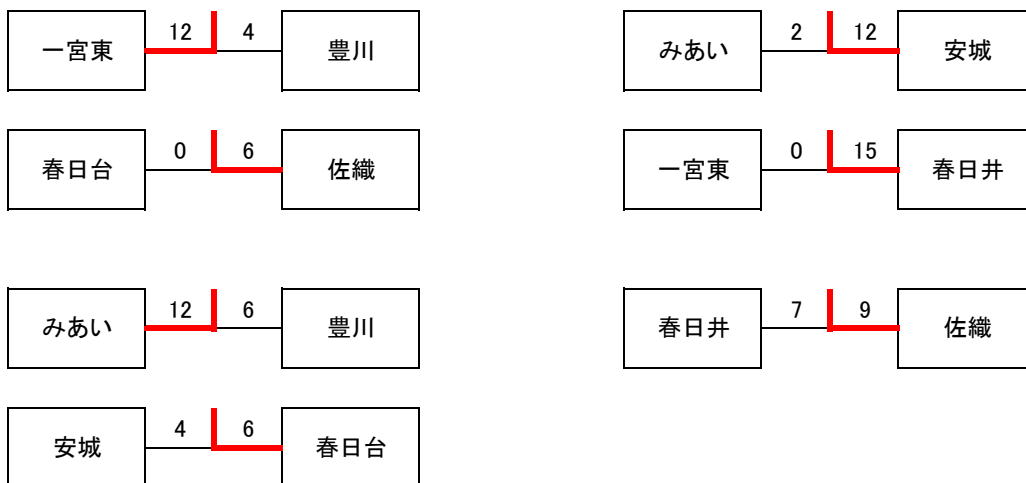 一宮東 12 4 豊川
みあい 2 12 安城
春日台 0 6 佐織
一宮東 0 15 春日井
みあい 12 6 豊川
春日井 7 9 佐織
安城 4 6 春日台